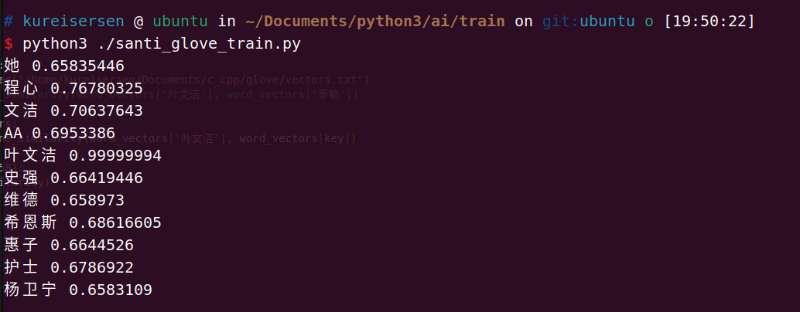 # kureisersen @ ubuntu in ~/Documents/python3/ai/train on git:ubuntu o [19:50:22]
$ python3 ./santi_glove_train.py
她 0.65835446
程心 0.76780325
文洁 0.70637643
AA 0.6953386
叶文洁 0.99999994
史强 0.66419446
维德 0.658973
希恩斯 0.68616605
惠子 0.6644526
护士 0.6786922
杨卫宁 0.6583109